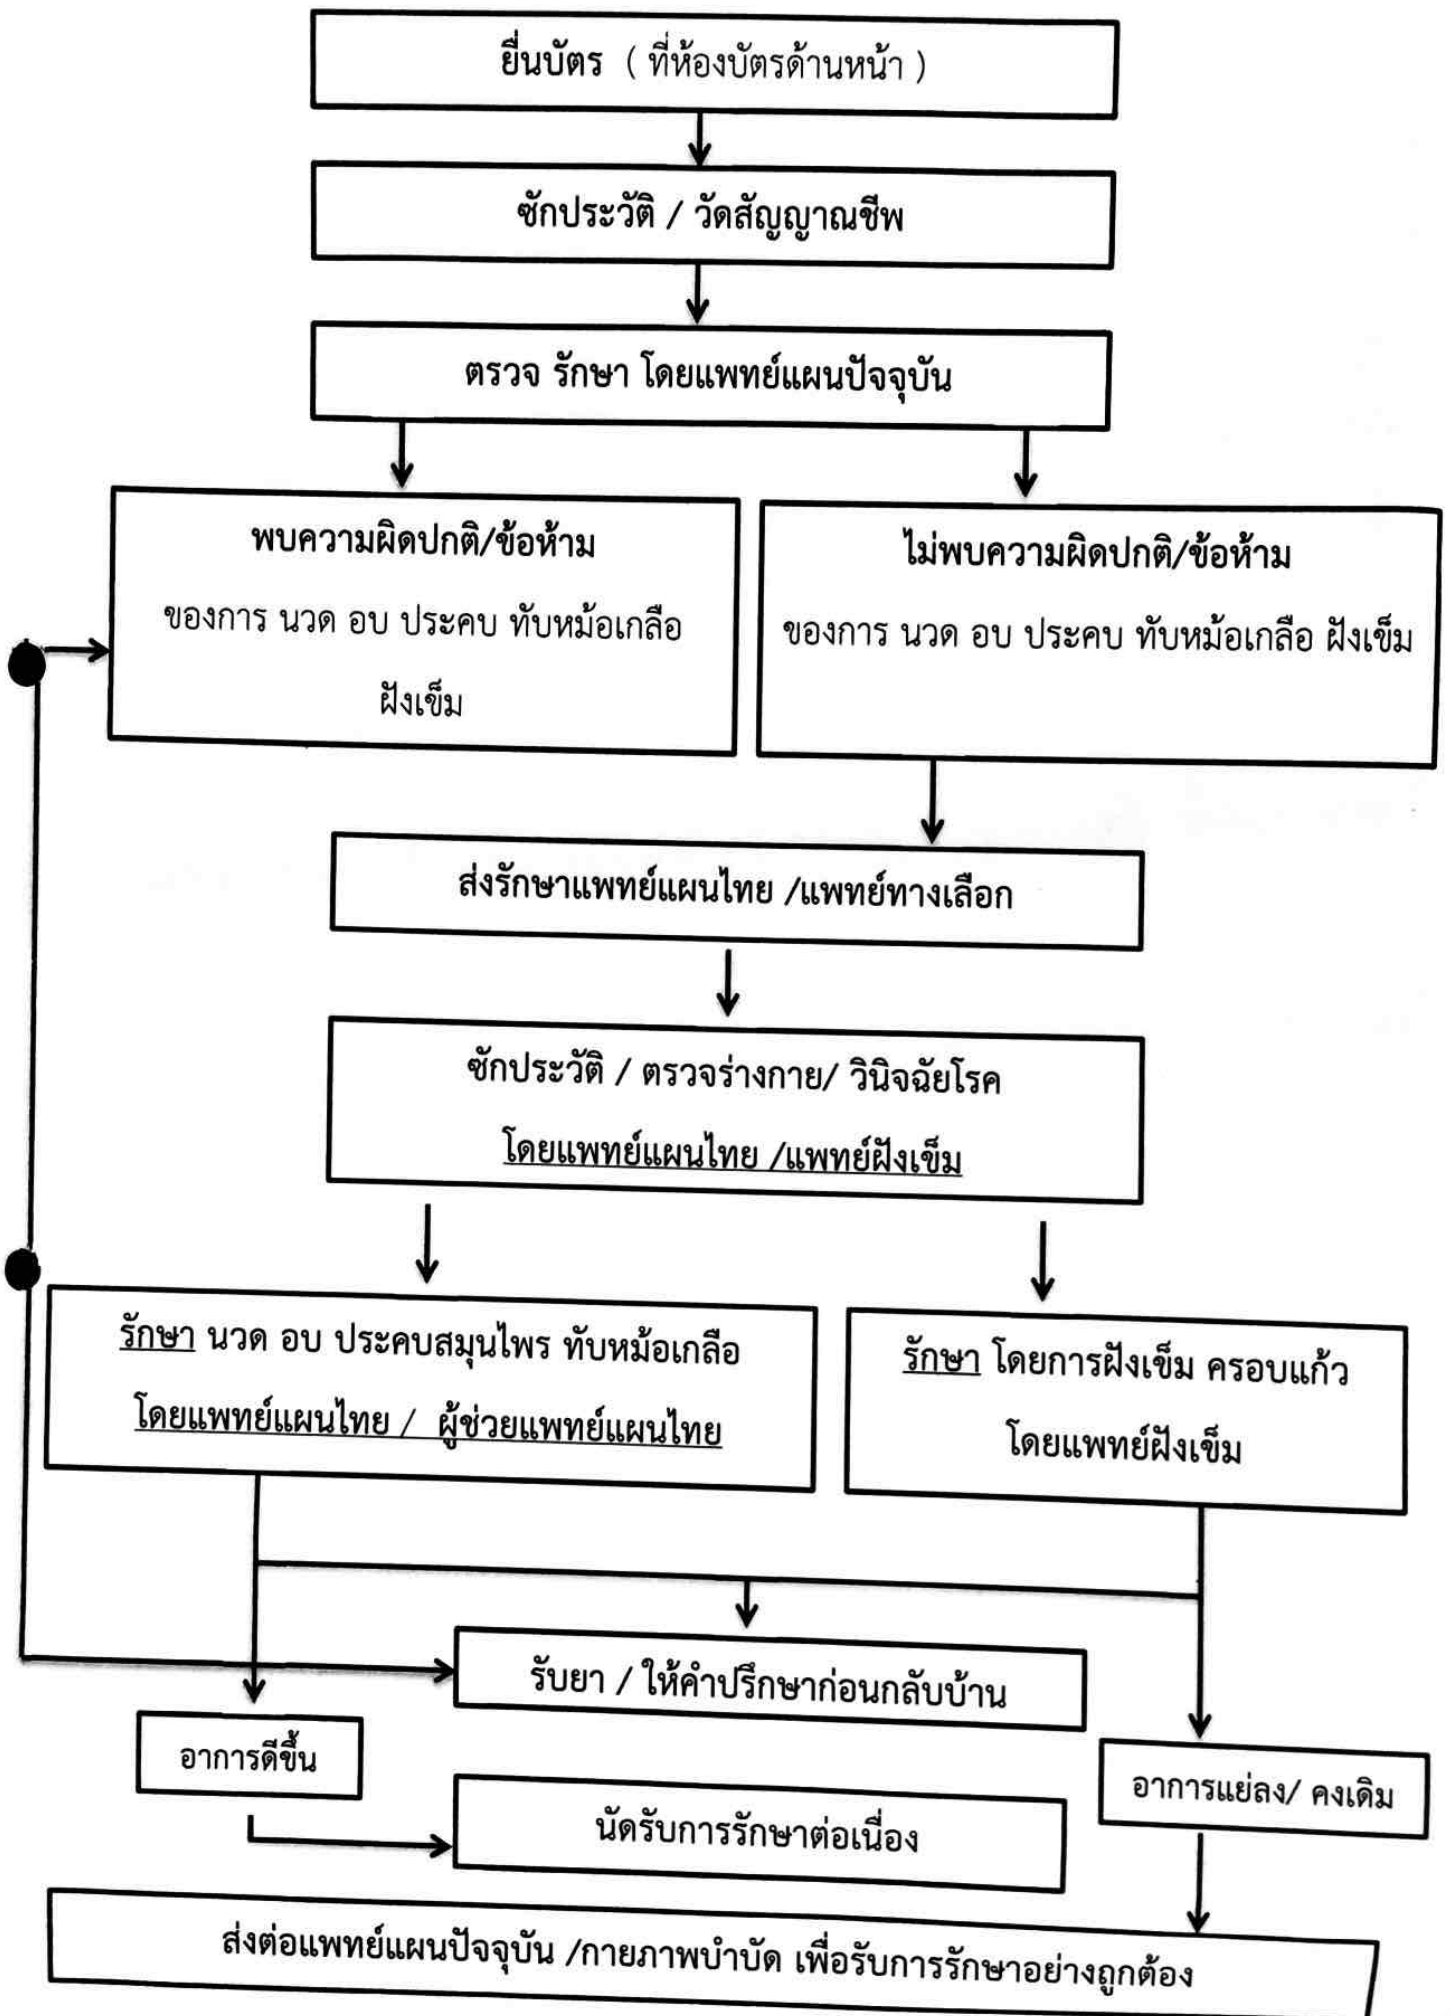 ยื่นบัตร ( ที่ห้องบัตรด้านหน้า )
ซักประวัติ / วัดสัญญาณชีพ
ตรวจ รักษา โดยแพทย์แผนปัจจุบัน
พบความผิดปกติ/ข้อห้าม
ของการ นวด อบ ประคบ ทับหม้อเกลือ
ฝังเข็ม
ไม่พบความผิดปกติ/ข้อห้าม
ของการ นวด อบ ประคบ ทับหม้อเกลือ ฝังเข็ม
ส่งรักษาแพทย์แผนไทย /แพทย์ทางเลือก
ซักประวัติ / ตรวจร่างกาย/ วินิจฉัยโรค
โดยแพทย์แผนไทย /แพทย์ฝังเข็ม
รักษา นวด อบ ประคบสมุนไพร ทับหม้อเกลือ
โดยแพทย์แผนไทย / ผู้ช่วยแพทย์แผนไทย
รักษา โดยการฝังเข็ม ครอบแก้ว
โดยแพทย์ฝังเข็ม
รับยา / ให้คำปรึกษาก่อนกลับบ้าน
อาการดีขึ้น
อาการแย่ลง/ คงเดิม
นัดรับการรักษาต่อเนื่อง
ส่งต่อแพทย์แผนปัจจุบัน /กายภาพบำบัด เพื่อรับการรักษาอย่างถูกต้อง